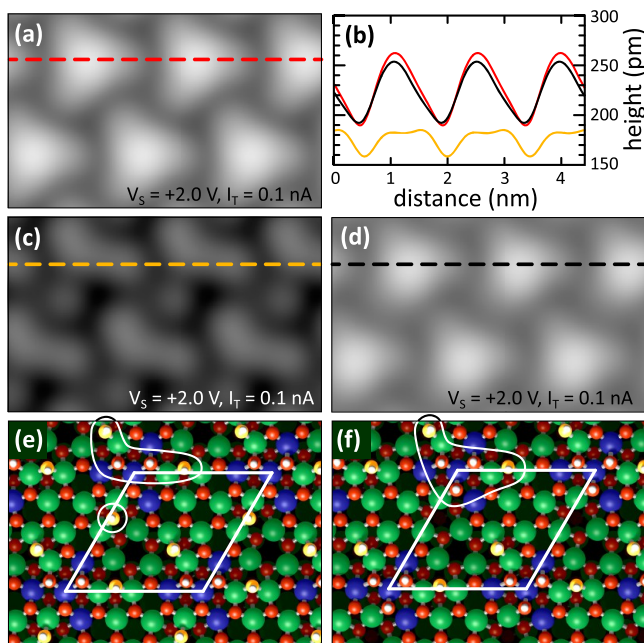 (a)
V_S = +2.0 V, I_T = 0.1 nA
(b)
300
250
200
150
height (pm)
0 1 2 3 4
distance (nm)
(c)
V_S = +2.0 V, I_T = 0.1 nA
(d)
V_S = +2.0 V, I_T = 0.1 nA
(e)
(f)